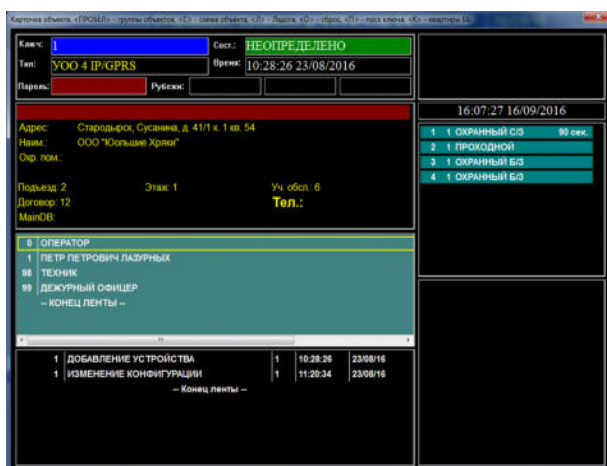 Карточка объекта. <ПРОБЕЛ> - группы объектов, <Е> - схема объекта, <Л> - Ладога, <О> - сброс, <П> - поск ключа, <К> - квартиры ББ
Ключ: 1 Сост.: НЕОПРЕДЕЛЕНО
Тип: УОО 4 IP/GPRS Время: 10:28:26 23/08/2016
Пароль: Рубежи:
16:07:27 16/09/2016
Адрес: Стародырск, Сусанина, д. 41/1 к. 1 кв. 54
Наим.: ООО "Юольшие Хряки"
Охр. пом.:
Подъезд: 2 Этаж: 1 Уч. обсл.: 6
Договор: 12 Тел.:
MainDB:
1 1 ОХРАННЫЙ С/З 90 сек.
2 1 ПРОХОДНОЙ
3 1 ОХРАННЫЙ Б/З
4 1 ОХРАННЫЙ Б/З
0 ОПЕРАТОР
1 ПЕТР ПЕТРОВИЧ ЛАЗУРНЫХ
98 ТЕХНИК
99 ДЕЖУРНЫЙ ОФИЦЕР
-- КОНЕЦ ЛЕНТЫ --
1 ДОБАВЛЕНИЕ УСТРОЙСТВА 1 10:28:26 23/08/16
1 ИЗМЕНЕНИЕ КОНФИГУРАЦИИ 1 11:20:34 23/08/16
-- Конец ленты --